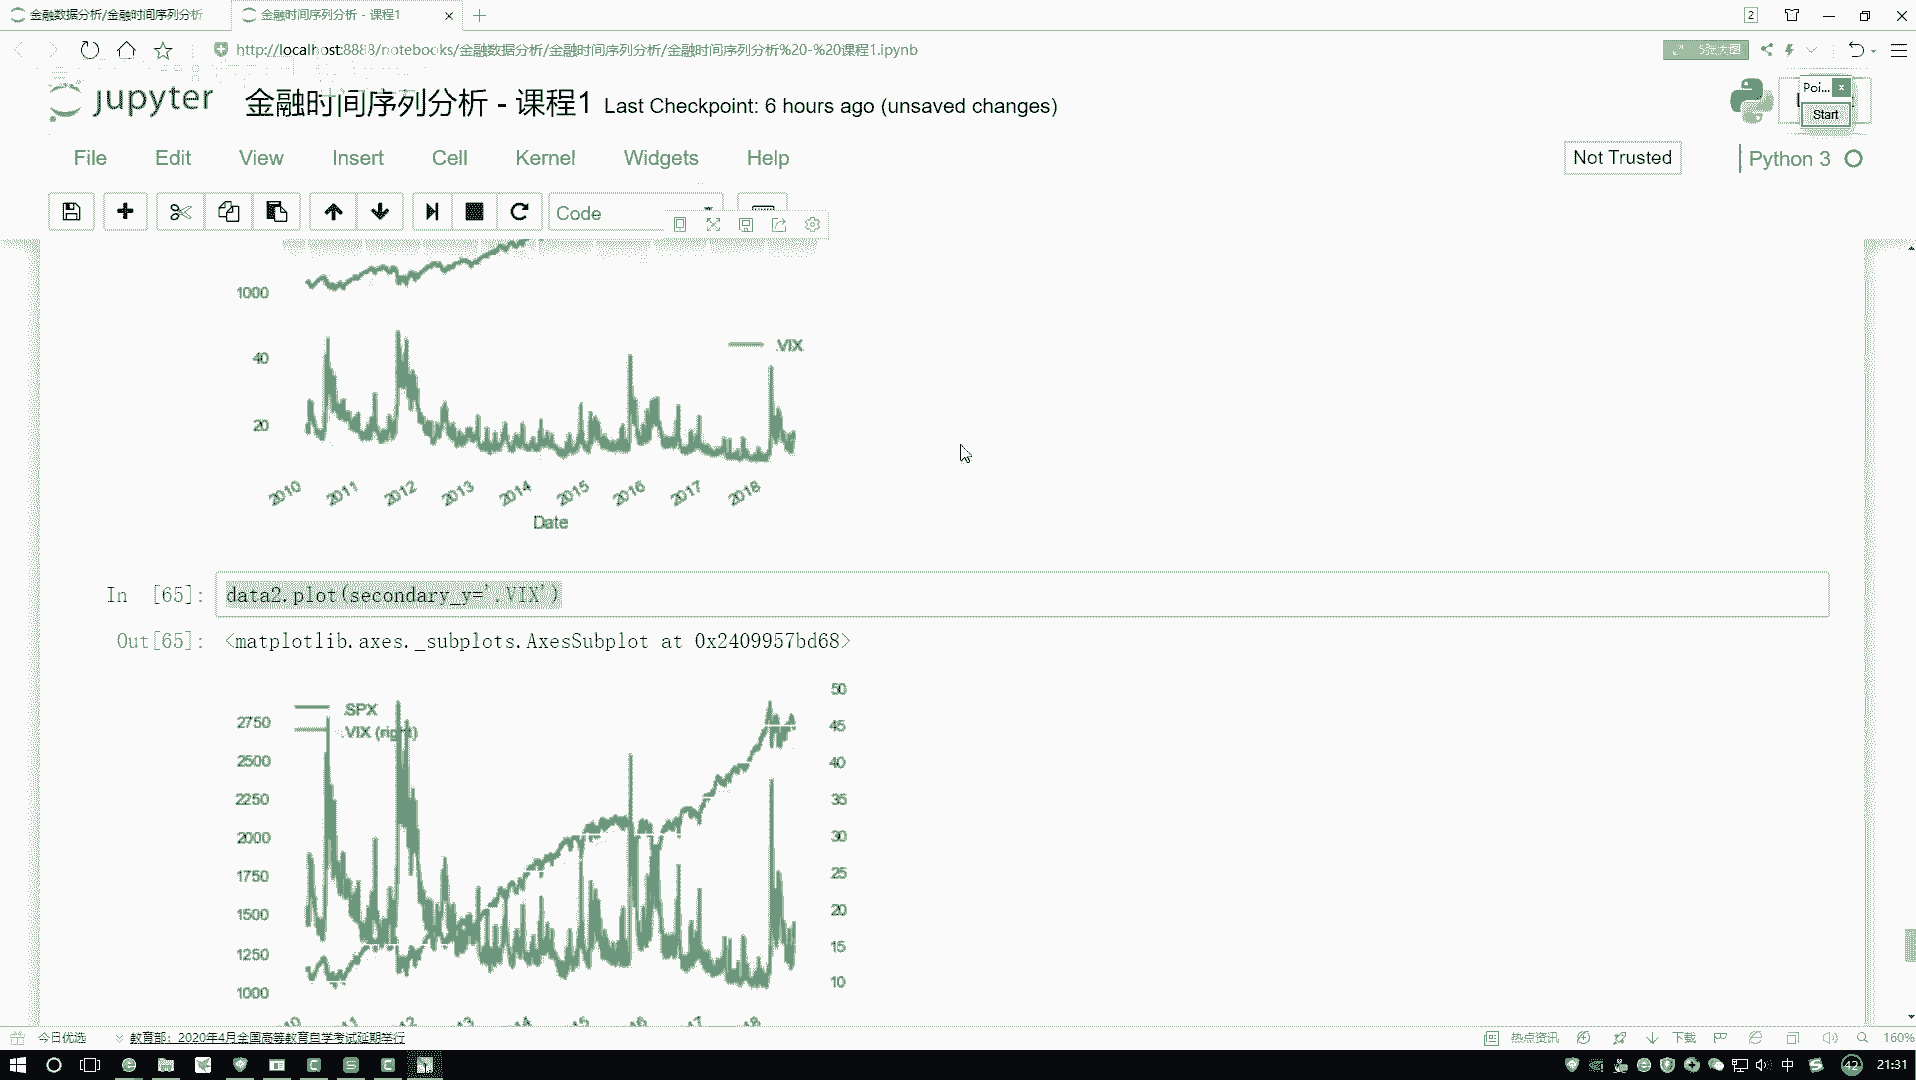 金融数据分析/金融时间序列分析
金融时间序列分析 - 课程1
2
http://localhost:8888/notebooks/金融数据分析/金融时间序列分析/金融时间序列分析%20-%20课程1.ipynb
5张大图
jupyter
金融时间序列分析 - 课程1 Last Checkpoint: 6 hours ago (unsaved changes)
Poi...
Start
File Edit View Insert Cell Kernel Widgets Help
Not Trusted
Python 3
Code
1000
40
20
.VIX
2010 2011 2012 2013 2014 2015 2016 2017 2018
Date
In [65]:
data2.plot(secondary_y='.VIX')
Out[65]:
<matplotlib.axes._subplots.AxesSubplot at 0x2409957bd68>
.SPX
.VIX (right)
2750
2500
2250
2000
1750
1500
1250
1000
50
45
40
35
30
25
20
15
10
今日优选
教育部：2020年4月全国高等教育自学考试延期举行
热点资讯
下载
160%
中
42
21:31